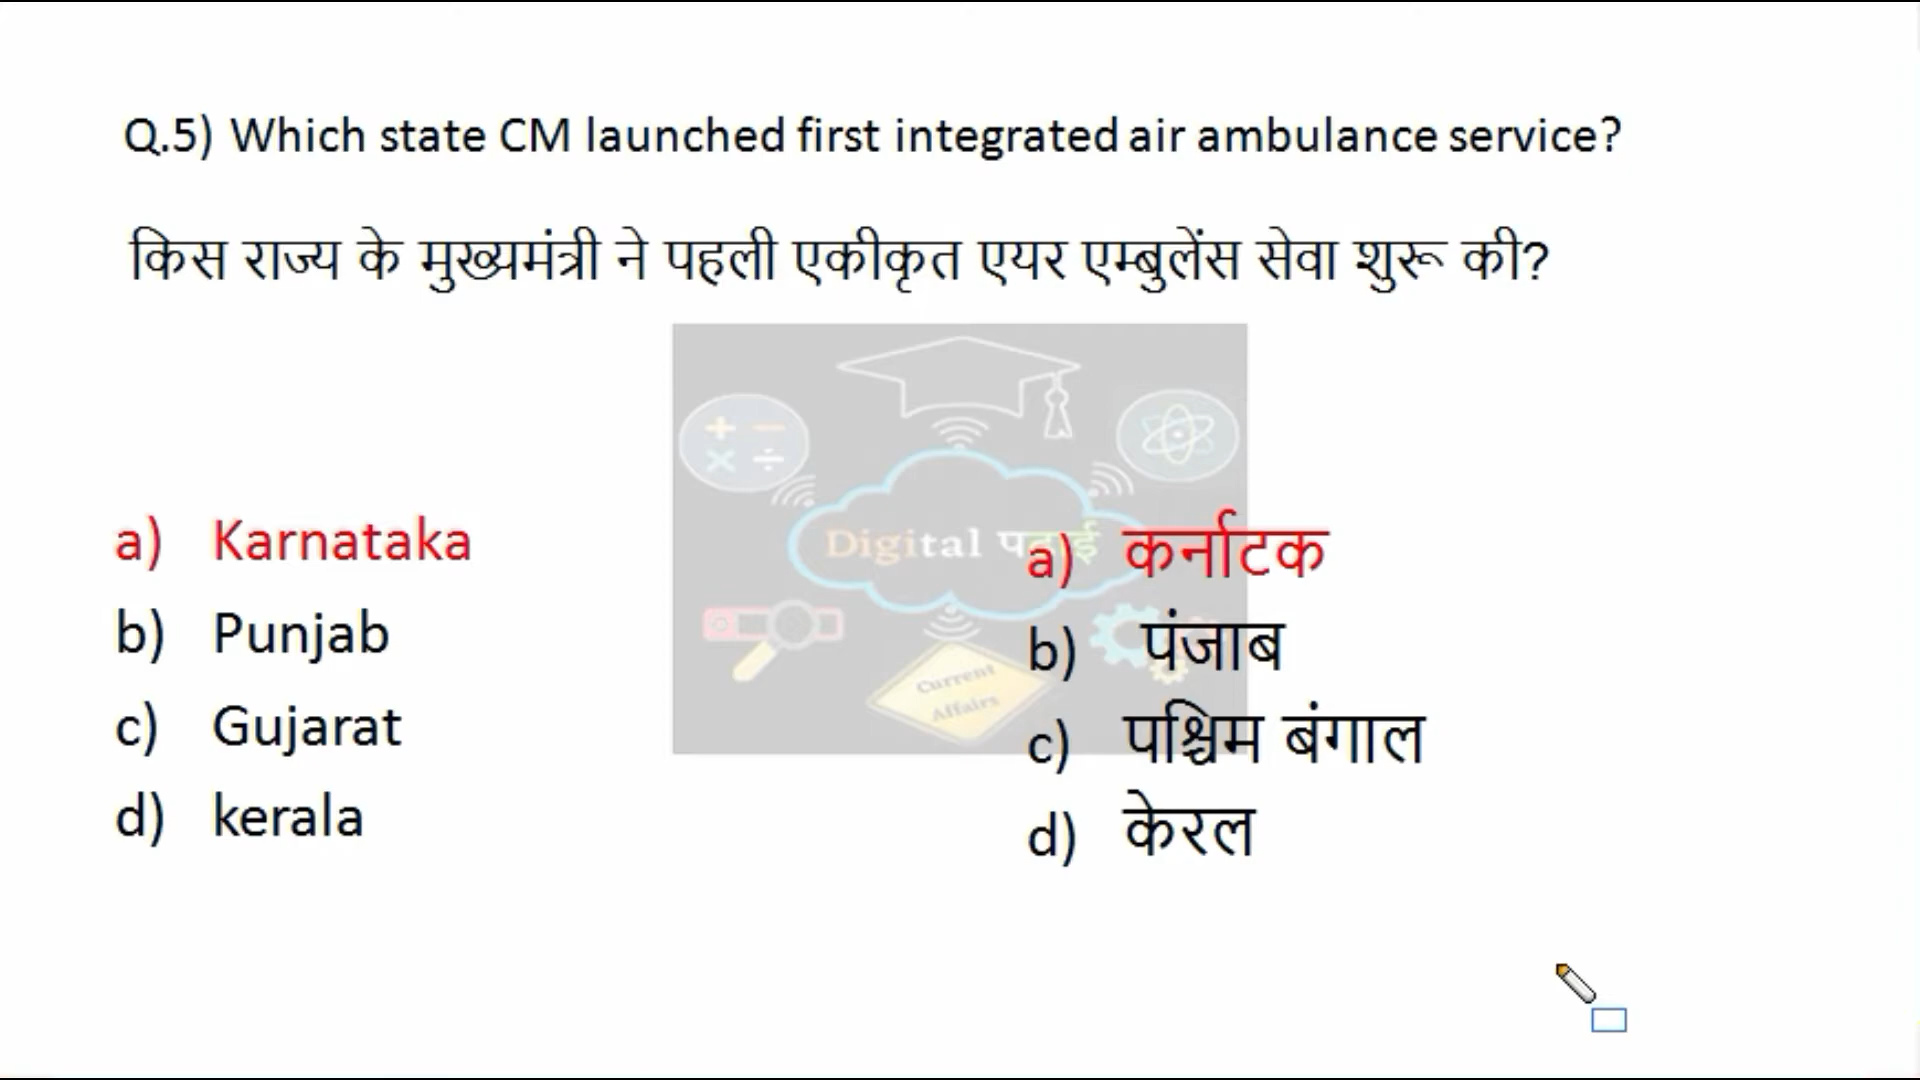 Q.5) Which state CM launched first integrated air ambulance service?
किस राज्य के मुख्यमंत्री ने पहली एकीकृत एयर एम्बुलेंस सेवा शुरू की?
a) Karnataka
b) Punjab
c) Gujarat
d) kerala
Digital पढ़ाई
Current
Affairs
a) कर्नाटक
b) पंजाब
c) पश्चिम बंगाल
d) केरल